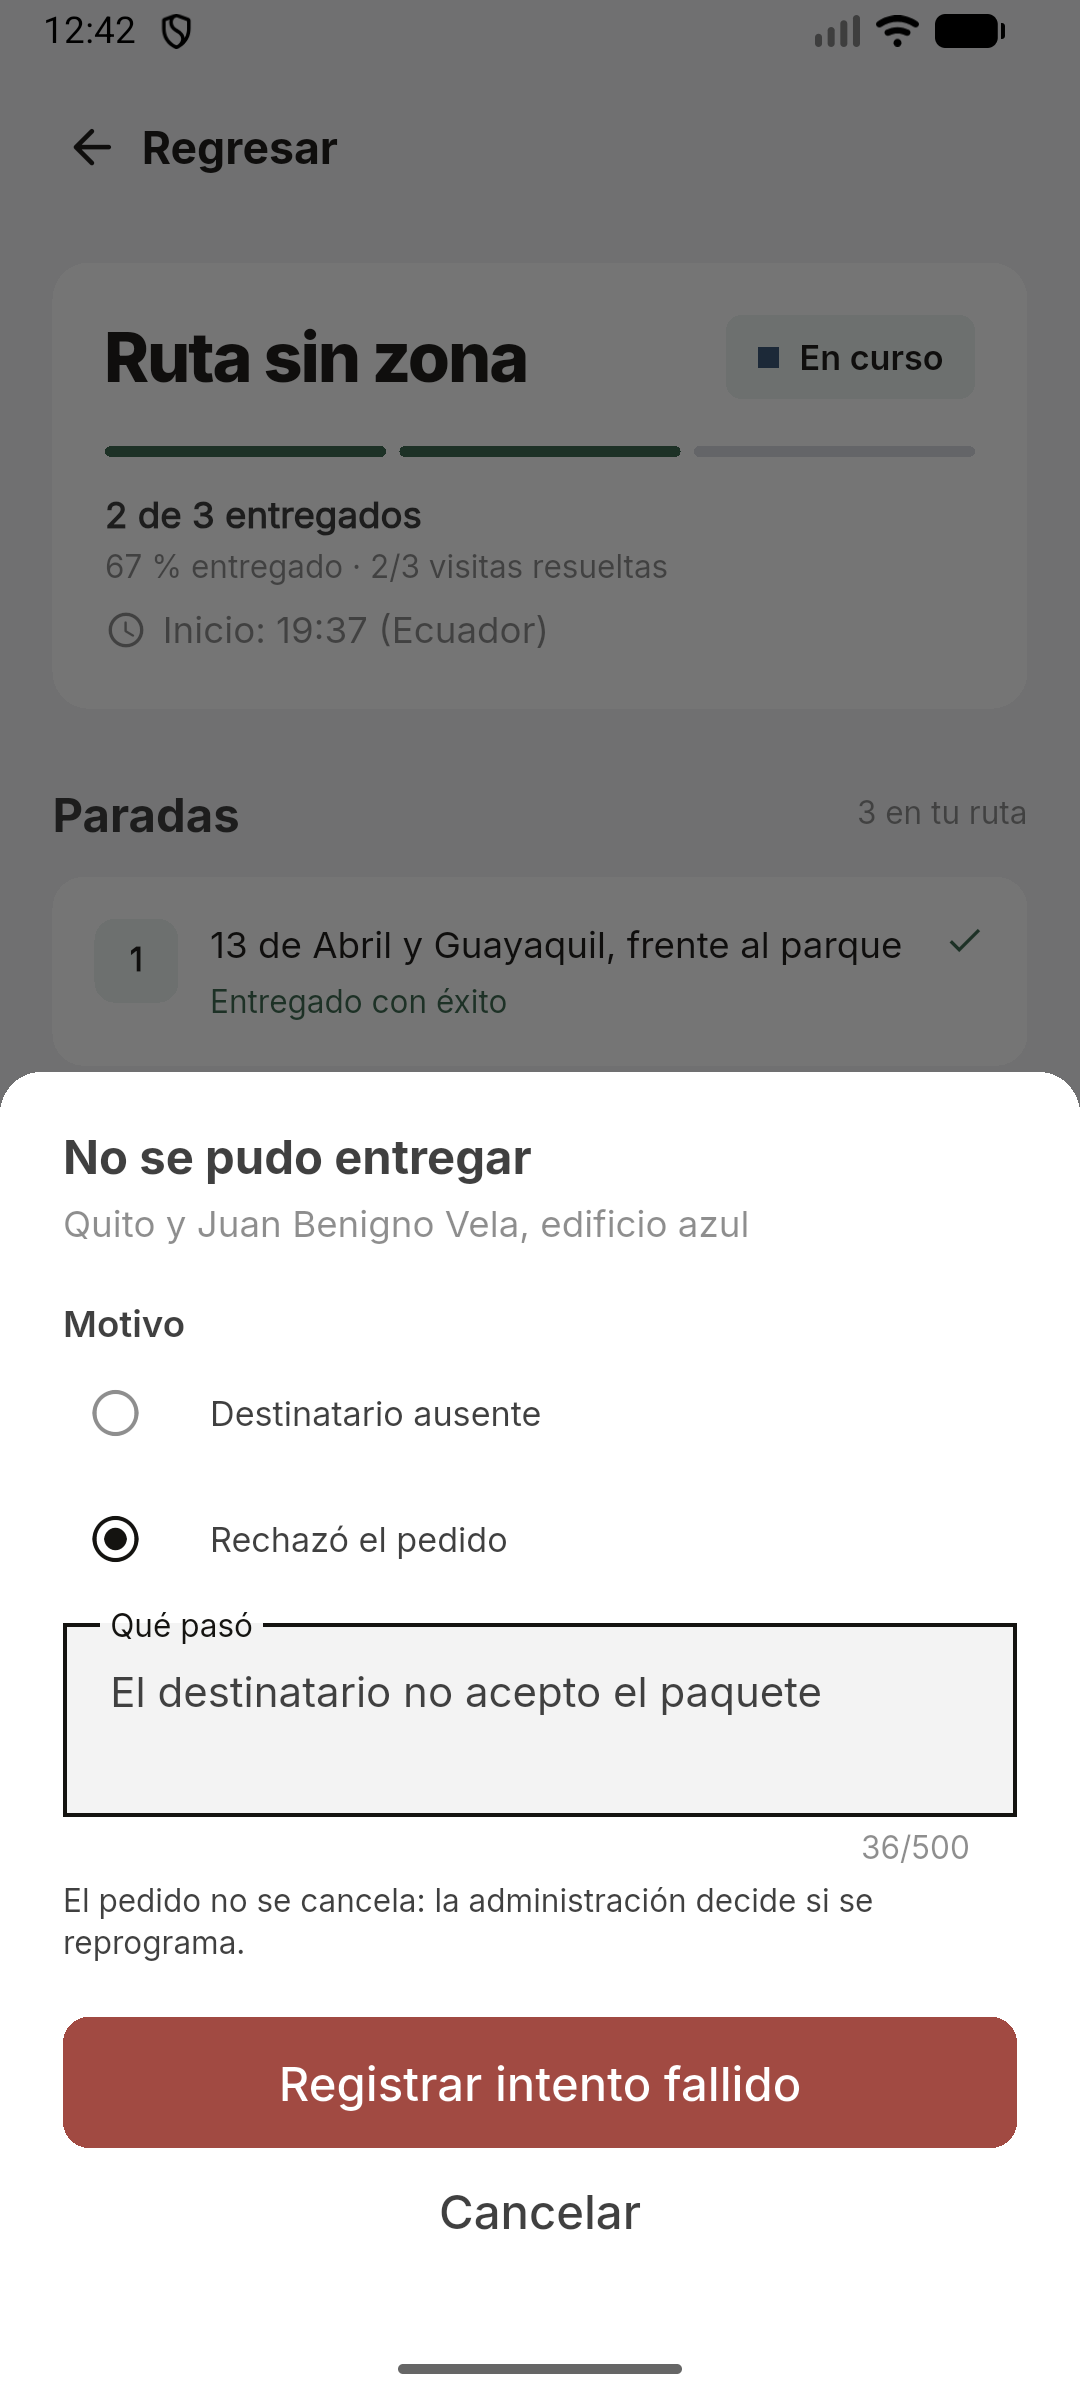 12:42
Regresar
Ruta sin zona
En curso
2 de 3 entregados
67 % entregado · 2/3 visitas resueltas
Inicio: 19:37 (Ecuador)
Paradas
3 en tu ruta
1
13 de Abril y Guayaquil, frente al parque
Entregado con éxito
No se pudo entregar
Quito y Juan Benigno Vela, edificio azul
Motivo
Destinatario ausente
Rechazó el pedido
Qué pasó
El destinatario no acepto el paquete
36/500
El pedido no se cancela: la administración decide si se
reprograma.
Registrar intento fallido
Cancelar